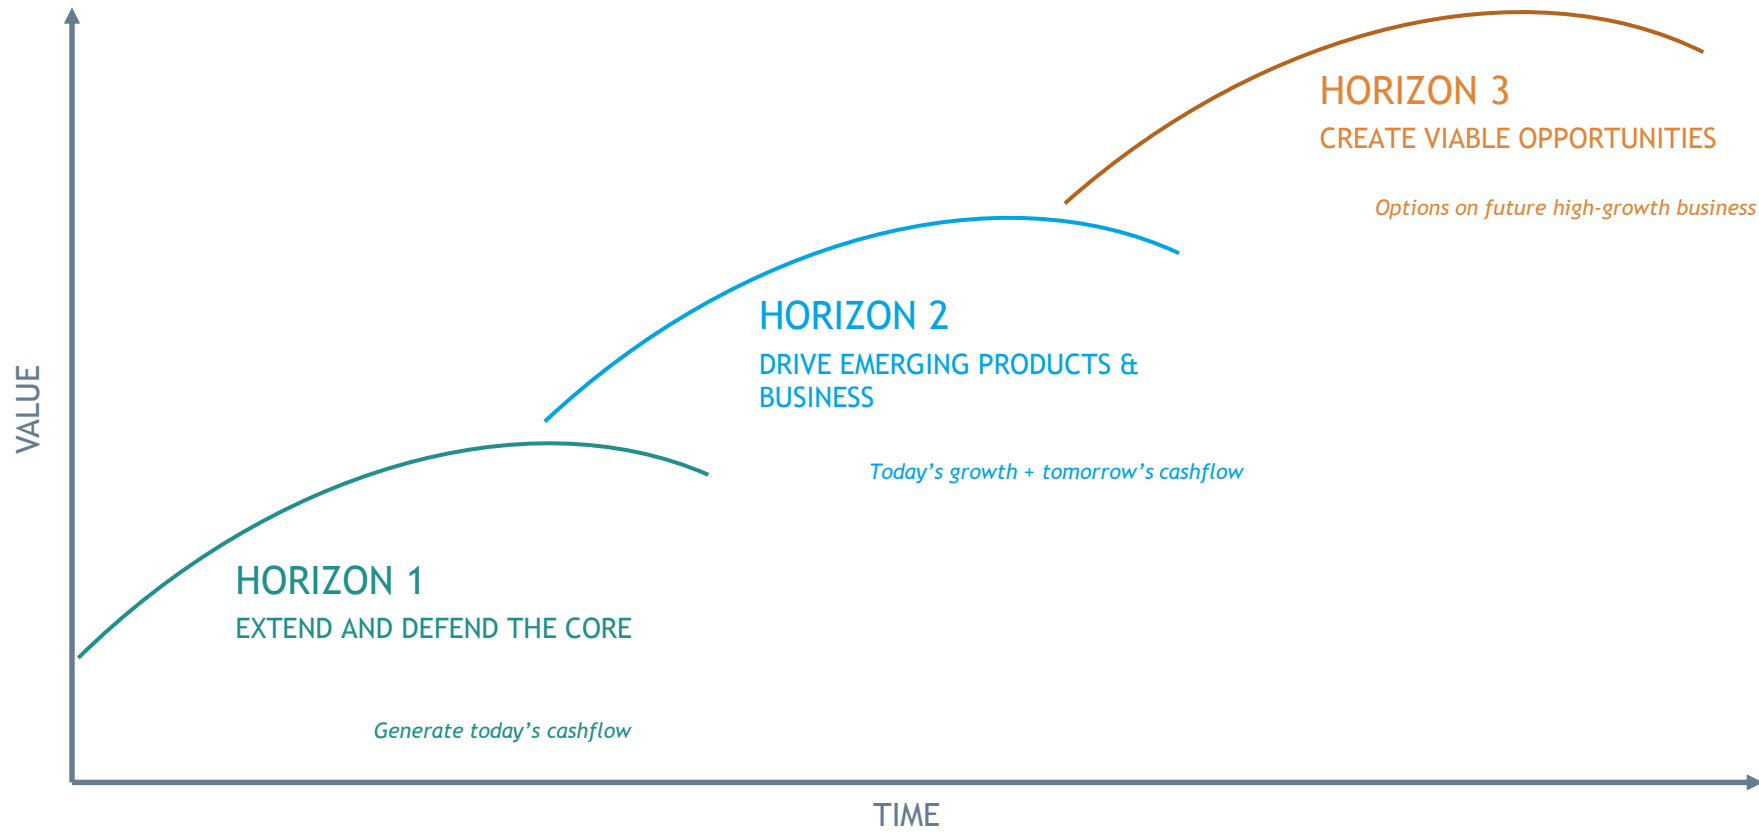 HORIZON 3
CREATE VIABLE OPPORTUNITIES
Options on future high-growth business
HORIZON 2
DRIVE EMERGING PRODUCTS &
BUSINESS
Today’s growth + tomorrow’s cashflow
VALUE
HORIZON 1
EXTEND AND DEFEND THE CORE
Generate today’s cashflow
TIME